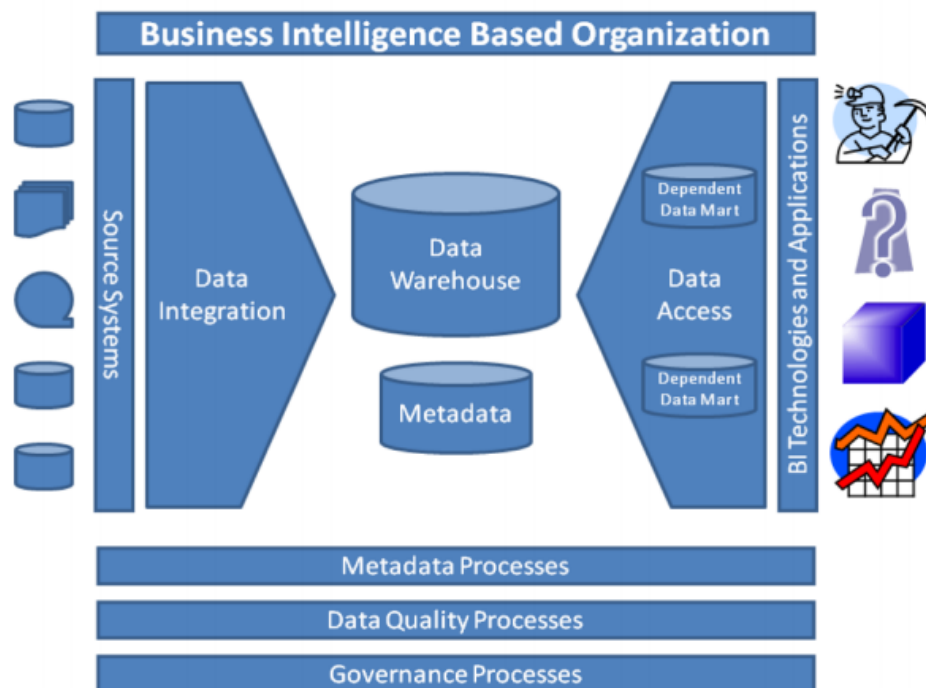 Business Intelligence Based Organization
Source Systems
Data
Integration
Data
Warehouse
Metadata
Dependent
Data Mart
Data
Access
Dependent
Data Mart
BI Technologies and Applications
?
Metadata Processes
Data Quality Processes
Governance Processes